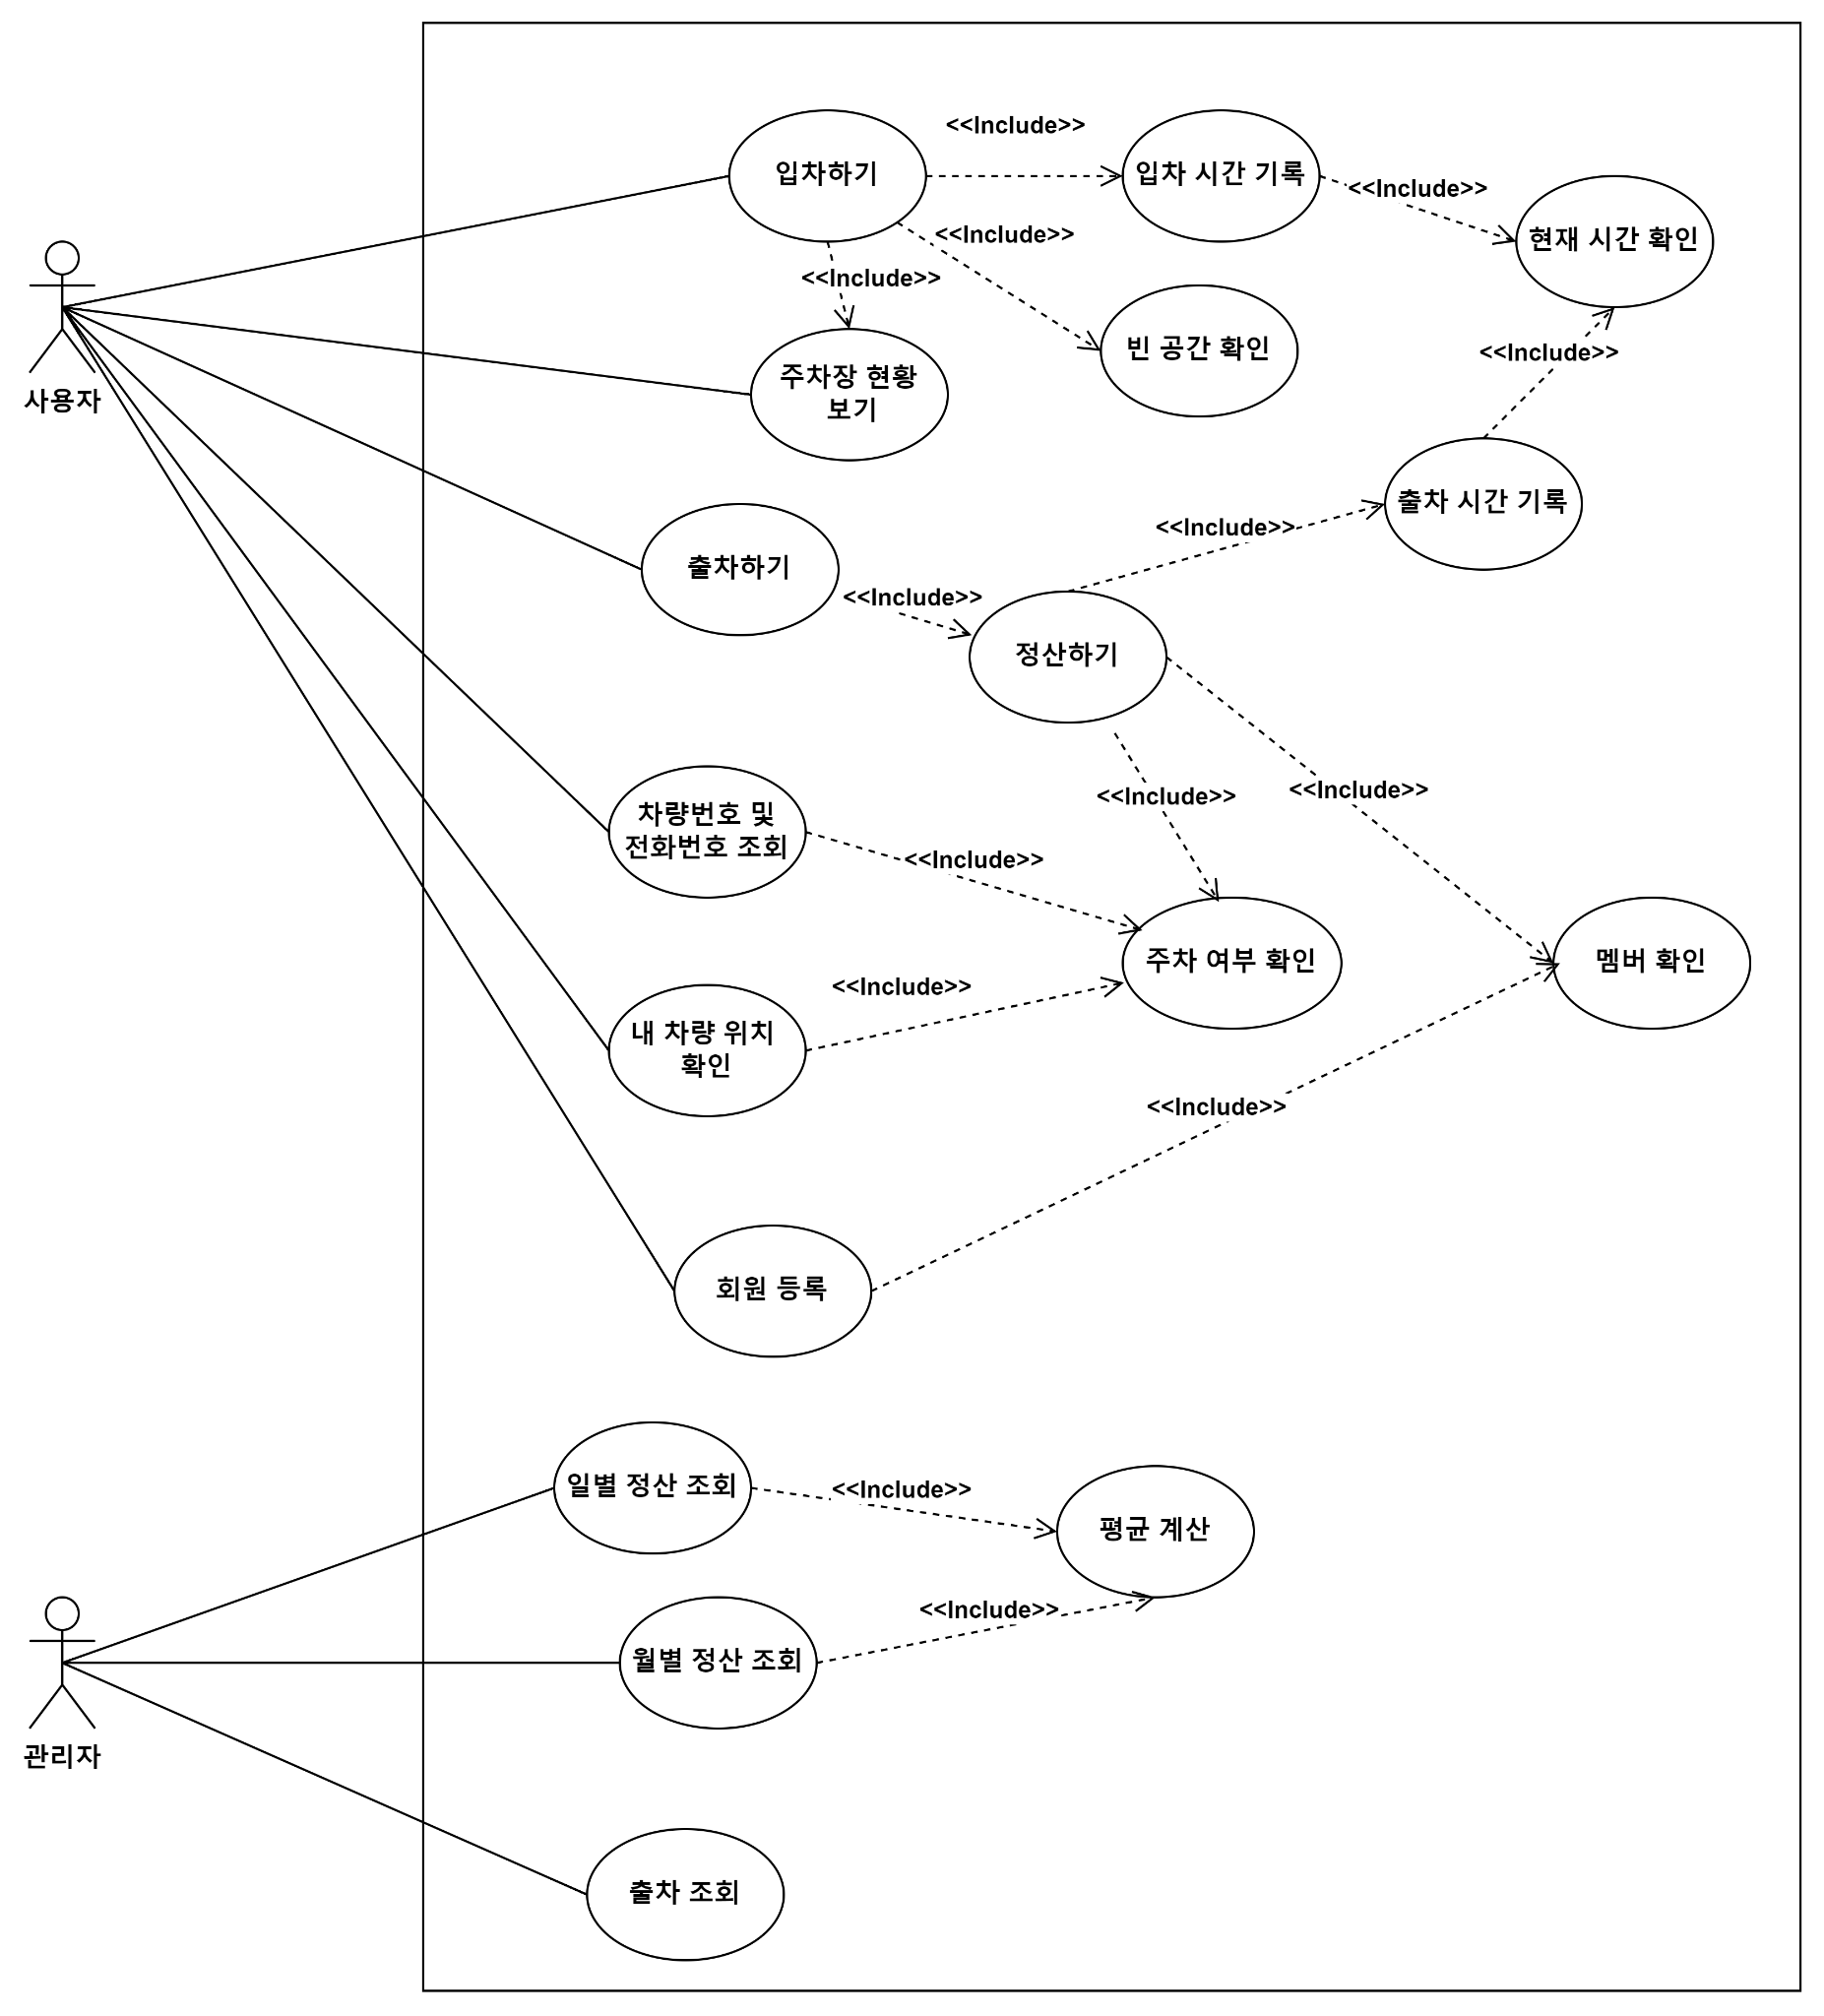 <<Include>>
입차하기
입차 시간 기록
<<Include>>
<<Include>>
현재 시간 확인
<<Include>>
빈 공간 확인
<<Include>>
주차장 현황
보기
사용자
출차 시간 기록
<<Include>>
출차하기
<<Include>>
정산하기
<<Include>>
<<Include>>
차량번호 및
전화번호 조회
<<Include>>
주차 여부 확인
멤버 확인
<<Include>>
내 차량 위치
확인
<<Include>>
회원 등록
일별 정산 조회
<<Include>>
평균 계산
<<Include>>
월별 정산 조회
관리자
출차 조회